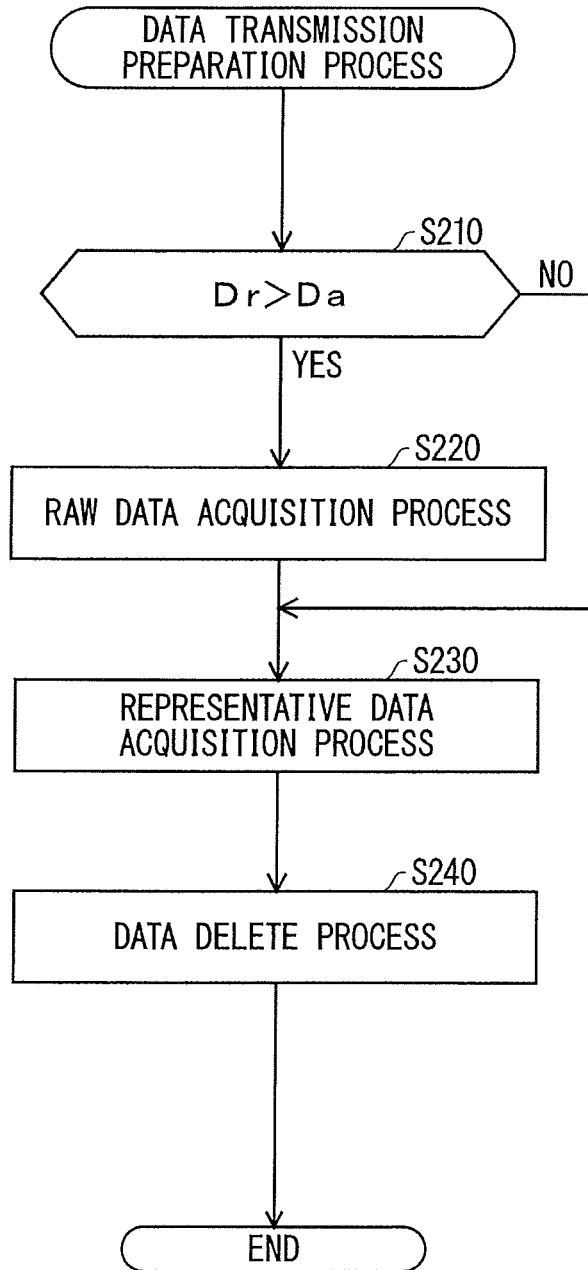 DATA TRANSMISSION
PREPARATION PROCESS
S210
Dr>Da
NO
YES
S220
RAW DATA ACQUISITION PROCESS
S230
REPRESENTATIVE DATA
ACQUISITION PROCESS
S240
DATA DELETE PROCESS
END